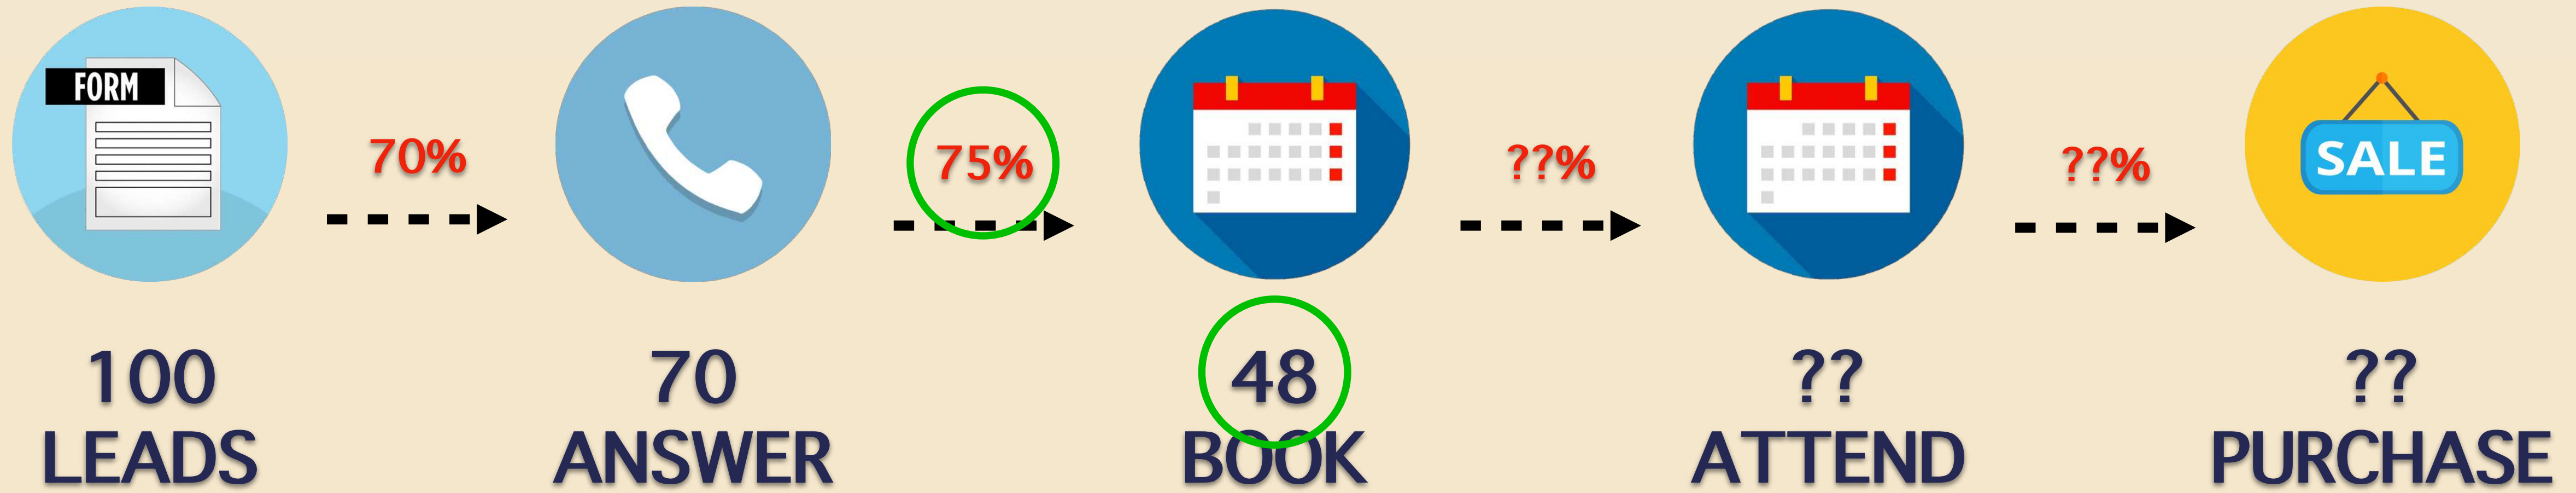 FORM
70%
75%
??%
??%
SALE
100
LEADS
70
ANSWER
48
BOOK
??
ATTEND
??
PURCHASE